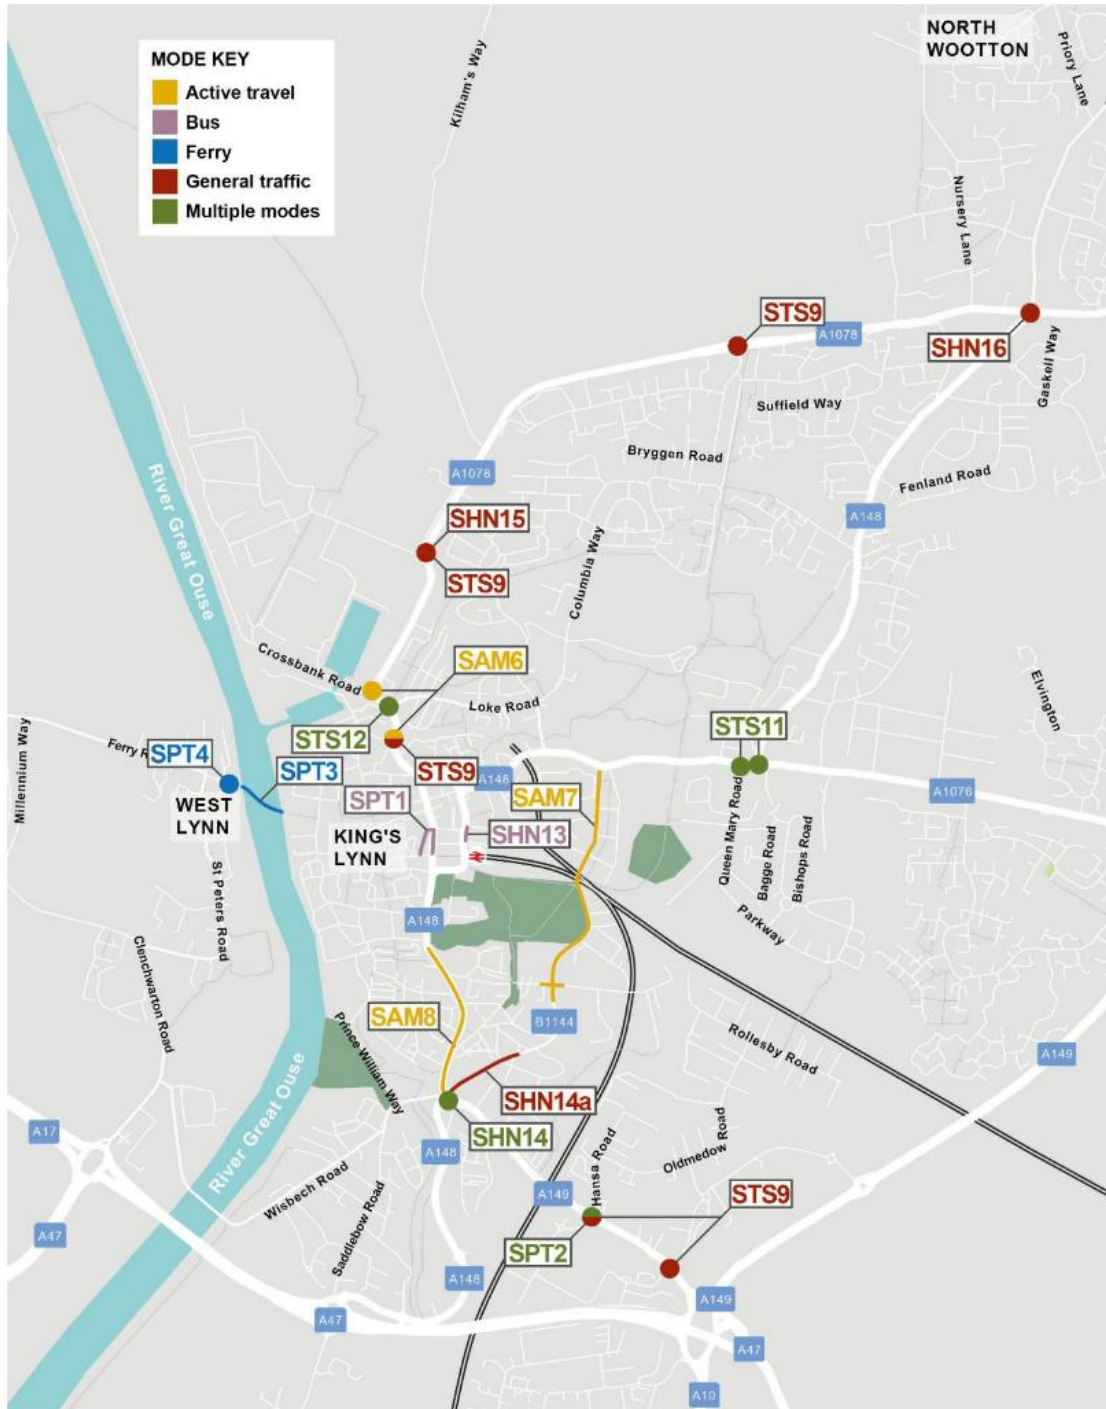 NORTH
WOOTTON
Priory Lane
MODE KEY
Active travel
Bus
Ferry
General traffic
Multiple modes
Kilham's Way
Nursery Lane
STS9
A1078
SHN16
Gaskell Way
Suffield Way
Bryggen Road
A1078
Fenland Road
River Great Ouse
SHN15
A148
STS9
Columbia Way
Crossbank Road
SAM6
Loke Road
Elvington
STS12
STS11
Millennium Way
Ferry R
SPT4
SPT3
STS9
A148
SAM7
A1076
WEST
LYNN
SPT1
KING'S
LYNN
SHN13
Queen Mary Road
Bagge Road
Bishops Road
St Peters Road
A148
Parkway
Clenchwarton Road
SAM8
Prince William Way
B1144
Rollesby Road
A149
River Great Ouse
SHN14a
A17
SHN14
A148
Oldmedow Road
Hansa Road
Wisbech Road
A149
STS9
Saddlebow Road
A47
SPT2
A148
A149
A47
A47
A10